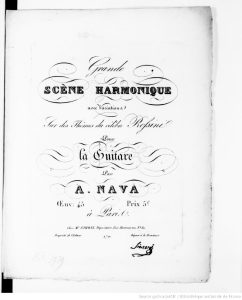 Grande
SCÈNE HARMONIQUE
avec Variations
Sur des Thêmes du célèbre Rossini
Pour
la Guitare
Par
A. NAVA
Œuv: 45. Prix 5f
à Paris